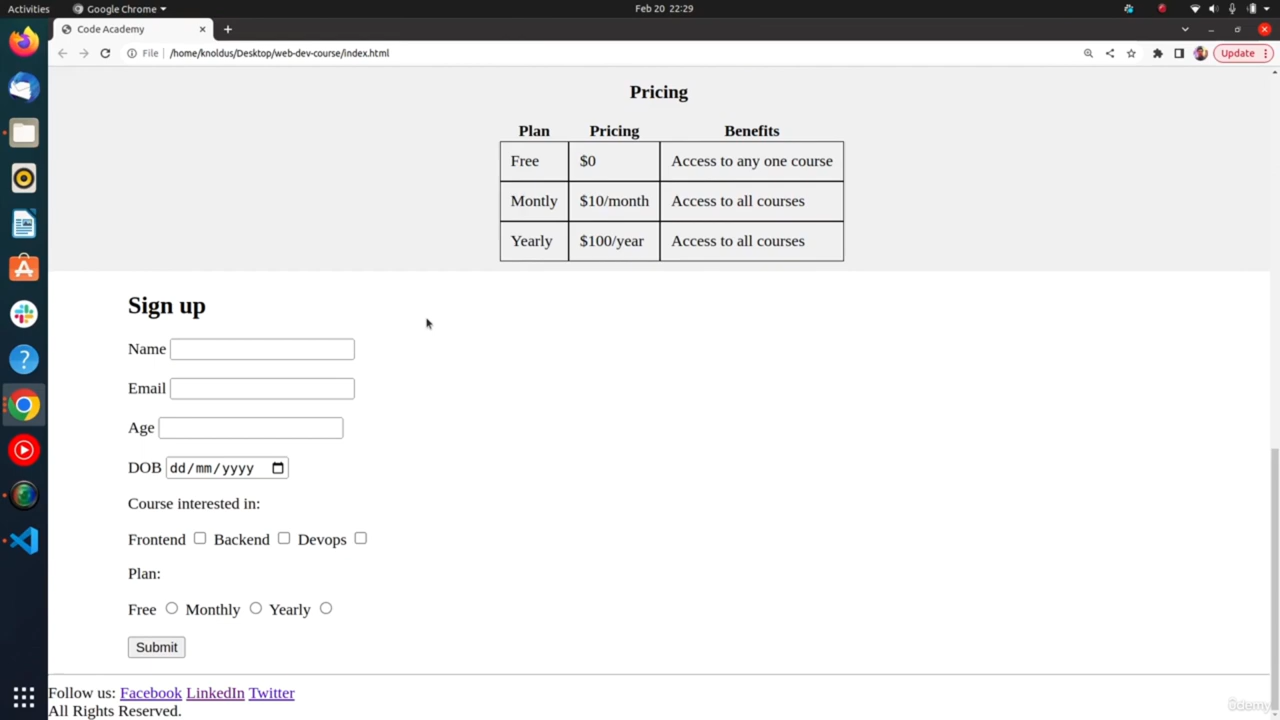 Activities Google Chrome Feb 20 22:29
Code Academy
File /home/knoldus/Desktop/web-dev-course/index.html Update
Pricing
Plan Pricing Benefits
Free $0 Access to any one course
Montly $10/month Access to all courses
Yearly $100/year Access to all courses
Sign up
Name
Email
Age
DOB dd/mm/yyyy
Course interested in:
Frontend Backend Devops
Plan:
Free Monthly Yearly
Submit
Follow us: Facebook LinkedIn Twitter
All Rights Reserved.
ûdemy